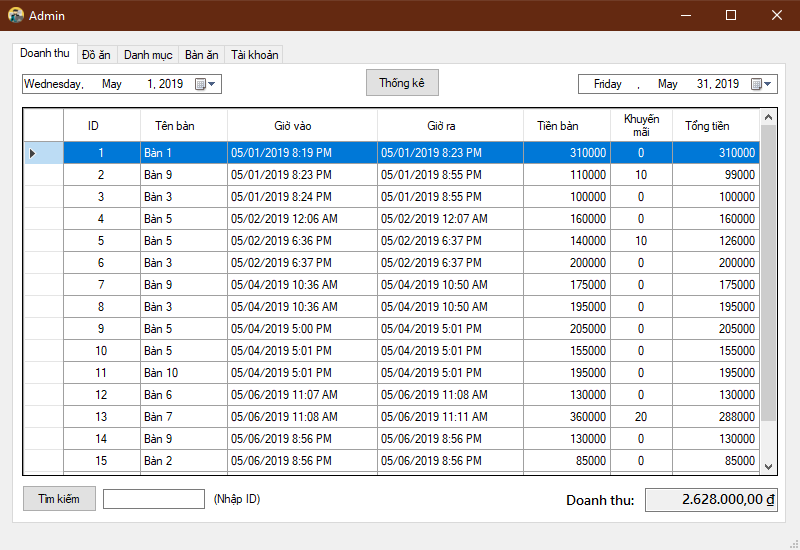 Admin
Doanh thu Đồ ăn Danh mục Bàn ăn Tài khoản
Wednesday, May 1, 2019 Thống kê Friday , May 31, 2019
ID Tên bàn Giờ vào Giờ ra Tiền bàn Khuyến mãi Tổng tiền
1 Bàn 1 05/01/2019 8:19 PM 05/01/2019 8:23 PM 310000 0 310000
2 Bàn 9 05/01/2019 8:23 PM 05/01/2019 8:55 PM 110000 10 99000
3 Bàn 3 05/01/2019 8:24 PM 05/01/2019 8:55 PM 100000 0 100000
4 Bàn 5 05/02/2019 12:06 AM 05/02/2019 12:07 AM 160000 0 160000
5 Bàn 5 05/02/2019 6:36 PM 05/02/2019 6:37 PM 140000 10 126000
6 Bàn 3 05/02/2019 6:37 PM 05/02/2019 6:37 PM 200000 0 200000
7 Bàn 9 05/04/2019 10:36 AM 05/04/2019 10:50 AM 175000 0 175000
8 Bàn 3 05/04/2019 10:36 AM 05/04/2019 10:50 AM 195000 0 195000
9 Bàn 5 05/04/2019 5:00 PM 05/04/2019 5:01 PM 205000 0 205000
10 Bàn 5 05/04/2019 5:01 PM 05/04/2019 5:01 PM 155000 0 155000
11 Bàn 10 05/04/2019 5:01 PM 05/04/2019 5:01 PM 195000 0 195000
12 Bàn 6 05/06/2019 11:07 AM 05/06/2019 11:08 AM 130000 0 130000
13 Bàn 7 05/06/2019 11:08 AM 05/06/2019 11:11 AM 360000 20 288000
14 Bàn 9 05/06/2019 8:56 PM 05/06/2019 8:56 PM 130000 0 130000
15 Bàn 2 05/06/2019 8:56 PM 05/06/2019 8:56 PM 85000 0 85000
Tìm kiếm (Nhập ID) Doanh thu: 2.628.000,00 ₫